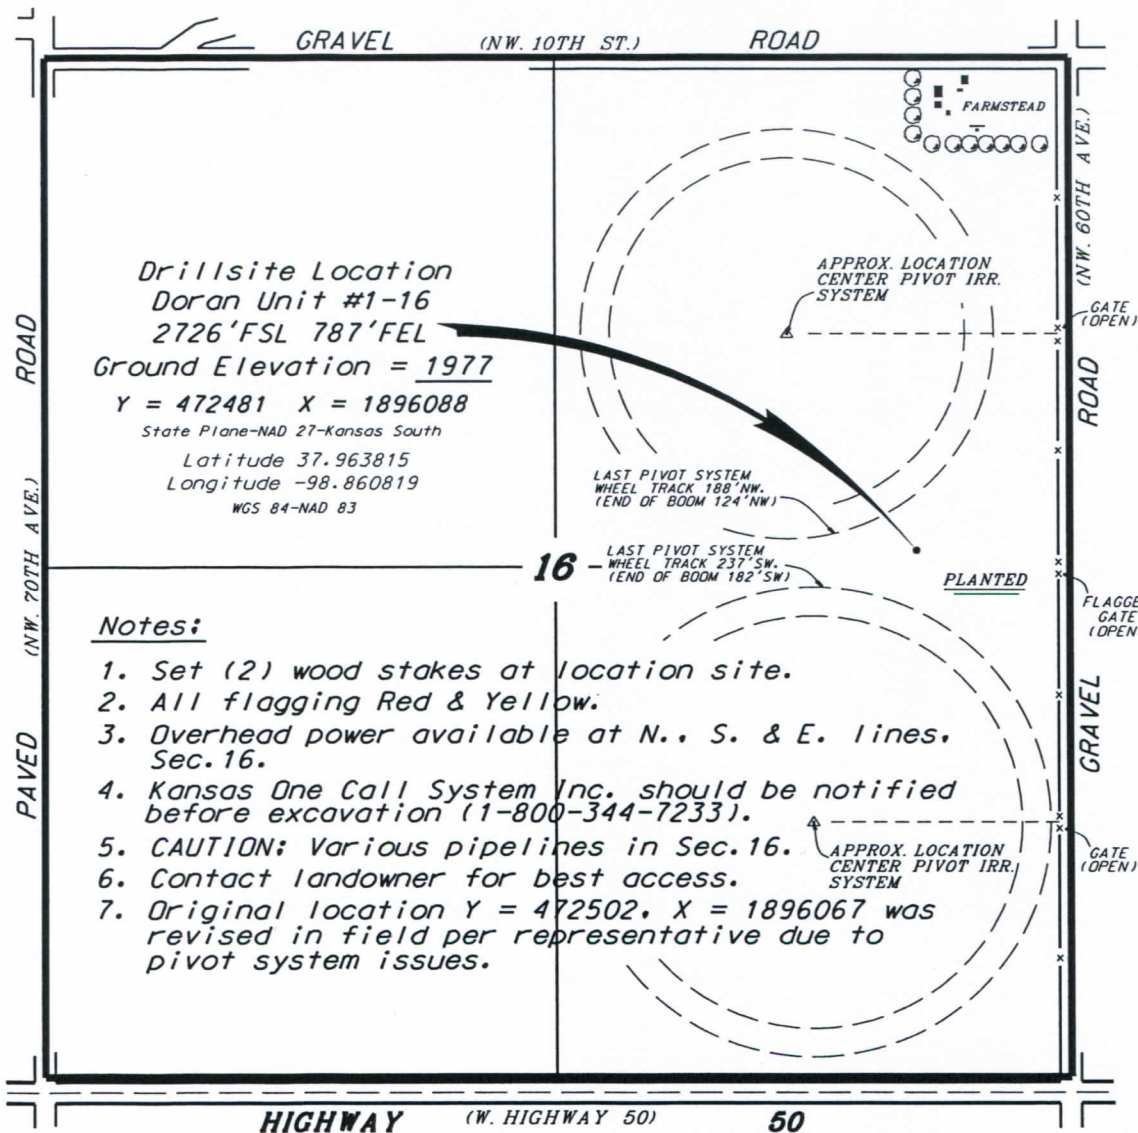 GRAVEL (NW. 10TH ST.) ROAD
FARMSTEAD
(NW. 60TH AVE.)
ROAD
GRAVEL
Drillsite Location
Doran Unit #1-16
2726'FSL 787'FEL
Ground Elevation = 1977
Y = 472481 X = 1896088
State Plane-NAD 27-Kansas South
Latitude 37.963815
Longitude -98.860819
WGS 84-NAD 83
APPROX. LOCATION
CENTER PIVOT IRR.
SYSTEM
GATE
(OPEN)
ROAD
(NW. 70TH AVE.)
PAVED
LAST PIVOT SYSTEM
WHEEL TRACK 188'NW.
(END OF BOOM 124'NW)
16
LAST PIVOT SYSTEM
WHEEL TRACK 237'SW.
(END OF BOOM 182'SW)
PLANTED
FLAGGE
GATE
(OPEN
Notes:
1. Set (2) wood stakes at location site.
2. All flagging Red & Yellow.
3. Overhead power available at N., S. & E. lines,
Sec. 16.
4. Kansas One Call System Inc. should be notified
before excavation (1-800-344-7233).
5. CAUTION: Various pipelines in Sec. 16.
6. Contact landowner for best access.
7. Original location Y = 472502, X = 1896067 was
revised in field per representative due to
pivot system issues.
APPROX. LOCATION
CENTER PIVOT IRR.
SYSTEM
GATE
(OPEN)
HIGHWAY (W. HIGHWAY 50) 50